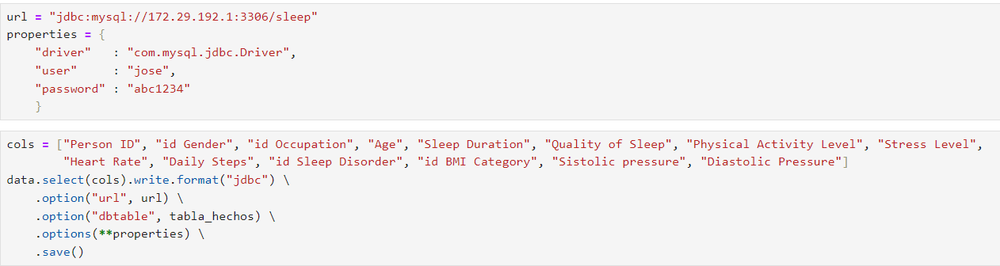 url = "jdbc:mysql://172.29.192.1:3306/sleep"
properties = {
    "driver"   : "com.mysql.jdbc.Driver",
    "user"     : "jose",
    "password" : "abc1234"
    }
cols = ["Person ID", "id Gender", "id Occupation", "Age", "Sleep Duration", "Quality of Sleep", "Physical Activity Level", "Stress Level",
        "Heart Rate", "Daily Steps", "id Sleep Disorder", "id BMI Category", "Sistolic pressure", "Diastolic Pressure"]
data.select(cols).write.format("jdbc") \
    .option("url", url) \
    .option("dbtable", tabla_hechos) \
    .options(**properties) \
    .save()